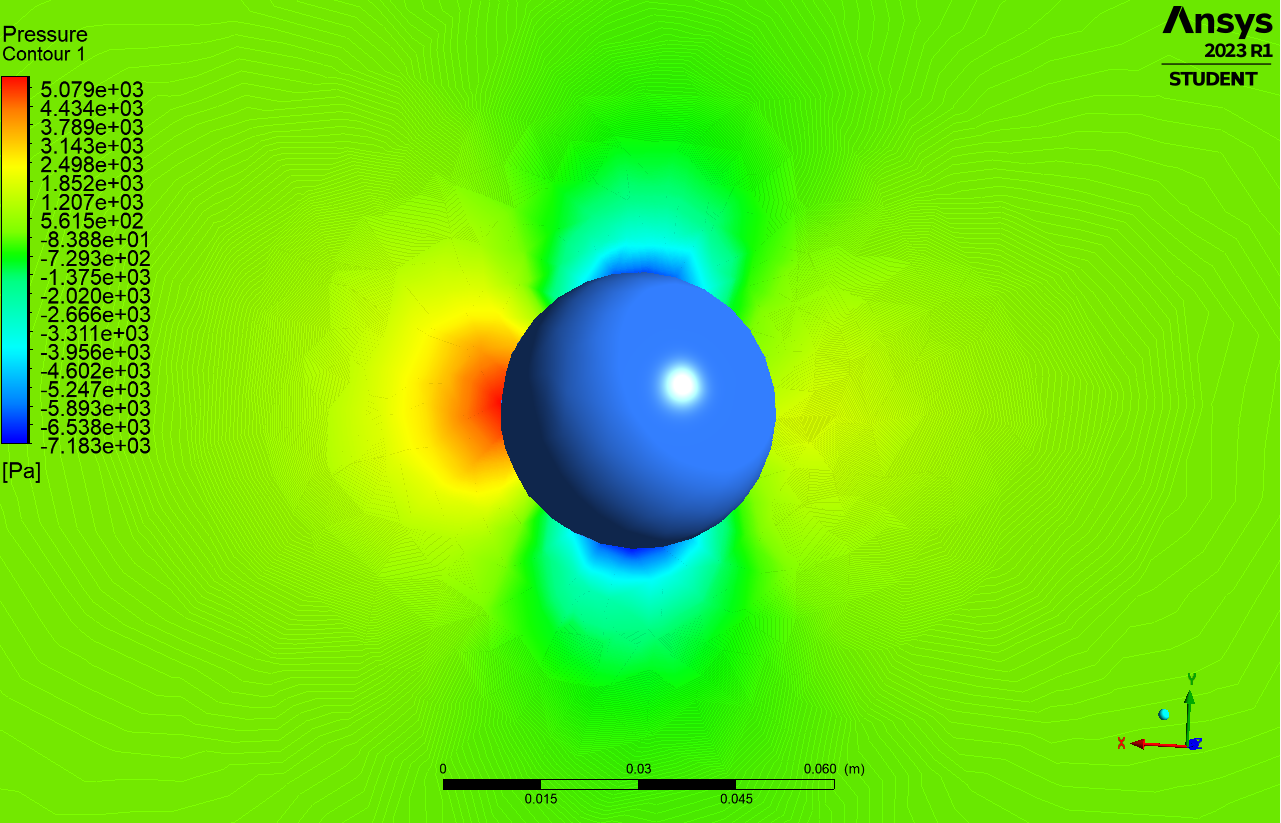 Pressure
Contour 1
5.079e+03
4.434e+03
3.789e+03
3.143e+03
2.498e+03
1.852e+03
1.207e+03
5.615e+02
-8.388e+01
-7.293e+02
-1.375e+03
-2.020e+03
-2.666e+03
-3.311e+03
-3.956e+03
-4.602e+03
-5.247e+03
-5.893e+03
-6.538e+03
-7.183e+03
[Pa]
Ansys
2023 R1
STUDENT
Y
X
Z
0 0.03 0.060 (m)
0.015 0.045